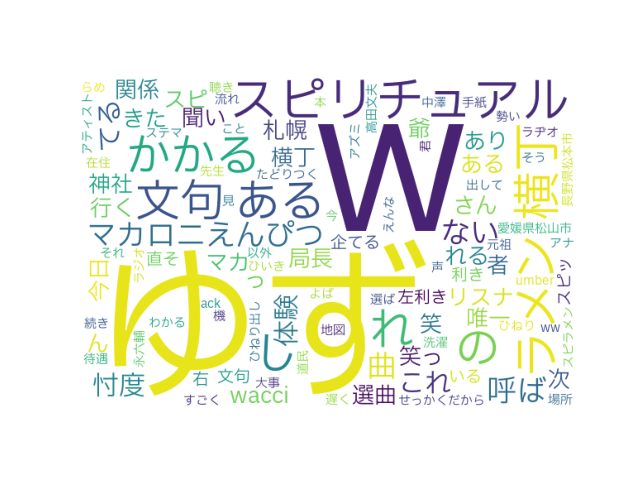 らめ
関係
スピ
聴き
流れ
スピリチュアル
本
中澤
手紙
勢い
アティスト
てる
きた
聞い
札幌
爺
高田文夫
アズミ
君
W
あり
ラヂオ
横丁
長野県松本市
ステマ
こと
かかる
横丁
ある
そう
在住
先生
たどりつく
神社
文句
ある
見
えんな
さん
出して
行く
今
ない
愛媛県松山市
マカロニえんぴつ
企てる
れる
元祖
アナ
それ
以外
者
今日
ラジオ
直そ
マカ
局長
声
利き
スピッ
ラメン
ゆず
っ
ひいき
umber
ん
ack
体験
し
よば
選ば
左利き
リスナ
唯一
機
れ
の
ww
続き
わかる
ひねり出し
地図
笑
ひねり
待遇
永六輔
道民
洗濯
曲
笑っ
スピラメン
忖度
右
文句
大事
選曲
これ
いる
呼ば
次
すごく
wacci
遅く
せっかくだから
場所